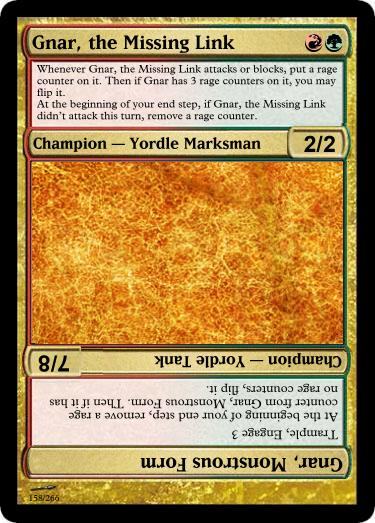 Gnar, the Missing Link
Whenever Gnar, the Missing Link attacks or blocks, put a rage
counter on it. Then if Gnar has 3 rage counters on it, you may
flip it.
At the beginning of your end step, if Gnar, the Missing Link
didn't attack this turn, remove a rage counter.
Champion — Yordle Marksman 2/2
Champion — Yordle Tank 7/8
Gnar, Monstrous Form
Trample, Engage 3
At the beginning of your end step, remove a rage
counter from Gnar, Monstrous Form. Then if it has
no rage counters, flip it.
158/266